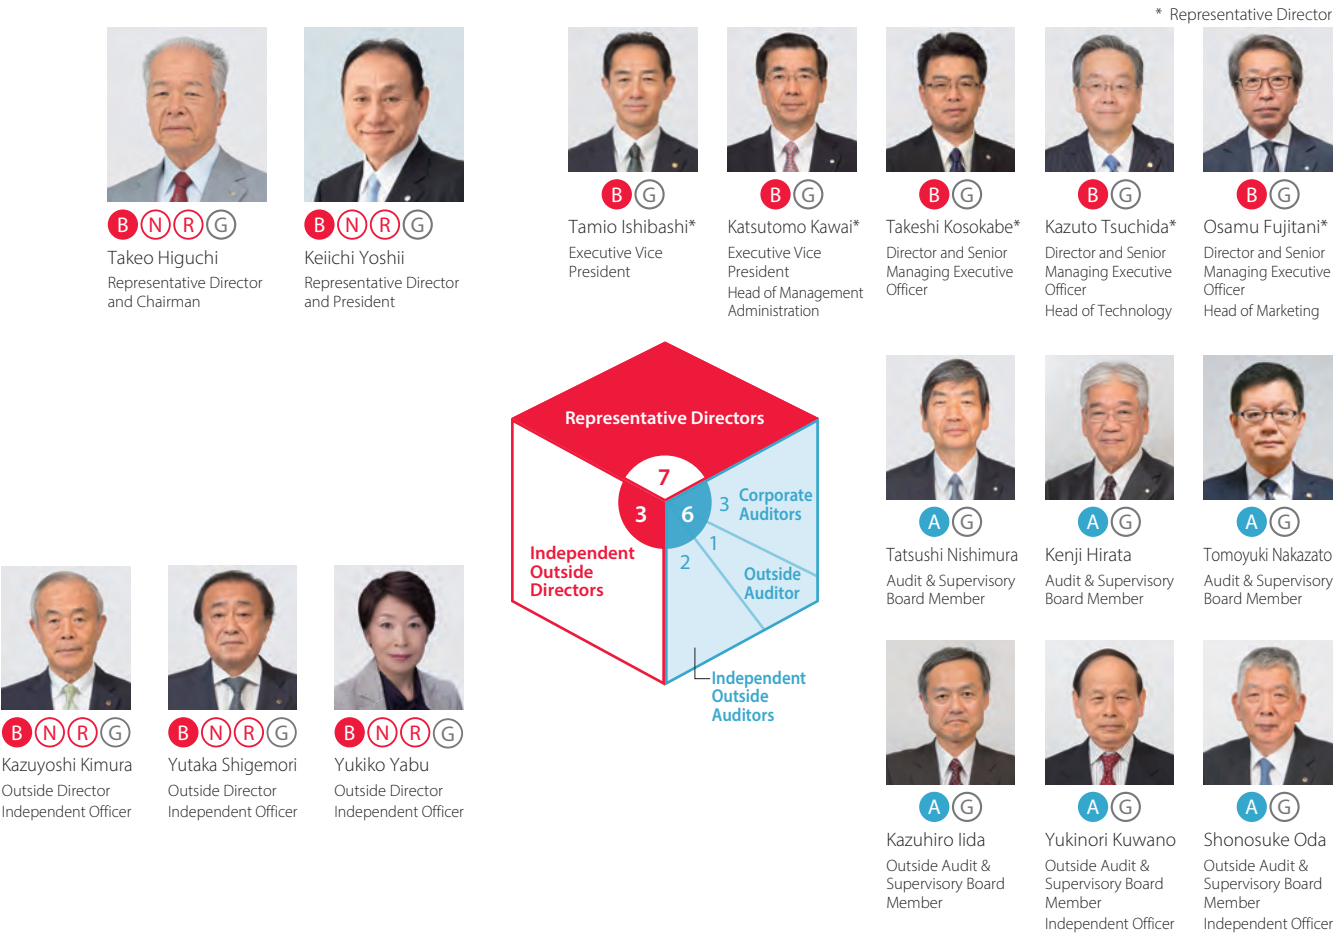 * Representative Director
B N R G
Takeo Higuchi
Representative Director
and Chairman
B N R G
Keiichi Yoshii
Representative Director
and President
B G
Tamio Ishibashi*
Executive Vice
President
B G
Katsutomo Kawai*
Executive Vice
President
Head of Management
Administration
B G
Takeshi Kosokabe*
Director and Senior
Managing Executive
Officer
B G
Kazuto Tsuchida*
Director and Senior
Managing Executive
Officer
Head of Technology
B G
Osamu Fujitani*
Director and Senior
Managing Executive
Officer
Head of Marketing
Representative Directors
7
3
6
3
Corporate
Auditors
1
2
Outside
Auditor
Independent
Outside
Directors
Independent
Outside
Auditors
A G
Tatsushi Nishimura
Audit & Supervisory
Board Member
A G
Kenji Hirata
Audit & Supervisory
Board Member
A G
Tomoyuki Nakazato
Audit & Supervisory
Board Member
B N R G
Kazuyoshi Kimura
Outside Director
Independent Officer
B N R G
Yutaka Shigemori
Outside Director
Independent Officer
B N R G
Yukiko Yabu
Outside Director
Independent Officer
A G
Kazuhiro Iida
Outside Audit &
Supervisory Board
Member
A G
Yukinori Kuwano
Outside Audit &
Supervisory Board
Member
Independent Officer
A G
Shonosuke Oda
Outside Audit &
Supervisory Board
Member
Independent Officer